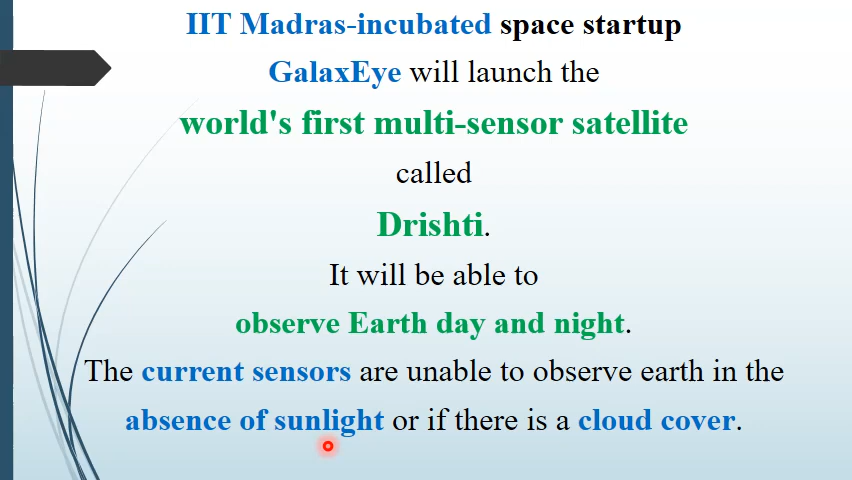 IIT Madras-incubated space startup
GalaxEye will launch the
world's first multi-sensor satellite
called
Drishti.
It will be able to
observe Earth day and night.
The current sensors are unable to observe earth in the
absence of sunlight or if there is a cloud cover.